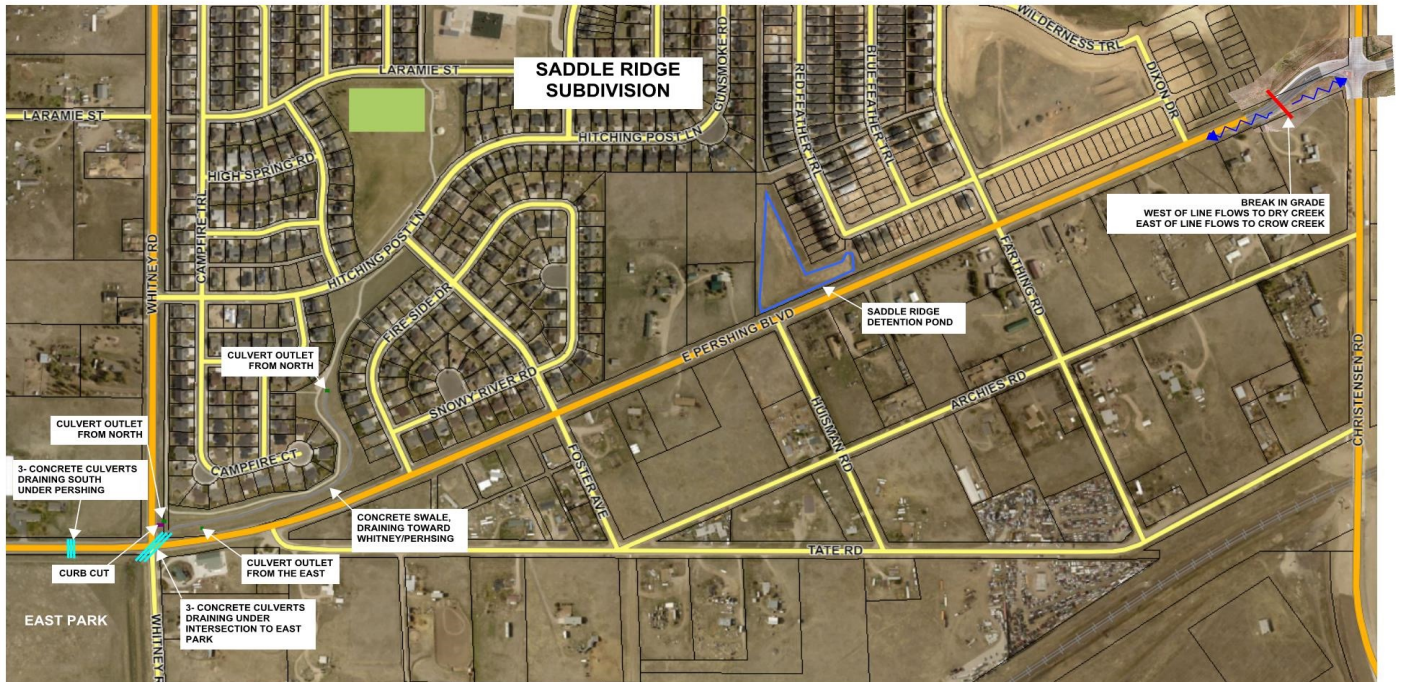 WILDERNESS TRL
LARAMIE ST
SADDLE RIDGE
SUBDIVISION
GUNSMOKE RD
REDFEATHER TRL
BLUEFEATHER TRL
DIXON DR
LARAMIE ST
HITCHING POST LN
HIGH SPRING RD
CAMPFIRE TRL
WHITNEY RD
HITCHING POST LN
BREAK IN GRADE
WEST OF LINE FLOWS TO DRY CREEK
EAST OF LINE FLOWS TO CROW CREEK
FARTHING RD
FIRE SIDE DR
SADDLE RIDGE
DETENTION POND
E PERSHING BLVD
CHRISTENSEN RD
CULVERT OUTLET
FROM NORTH
SNOWY RIVER RD
ARCHIES RD
HUISMAN RD
CULVERT OUTLET
FROM NORTH
CAMPFIRE CT
FOSTER AVE
3- CONCRETE CULVERTS
DRAINING SOUTH
UNDER PERSHING
CONCRETE SWALE,
DRAINING TOWARD
WHITNEY/PERHSING
TATE RD
CURB CUT
CULVERT OUTLET
FROM THE EAST
3- CONCRETE CULVERTS
DRAINING UNDER
INTERSECTION TO EAST
PARK
EAST PARK
WHITNEY R